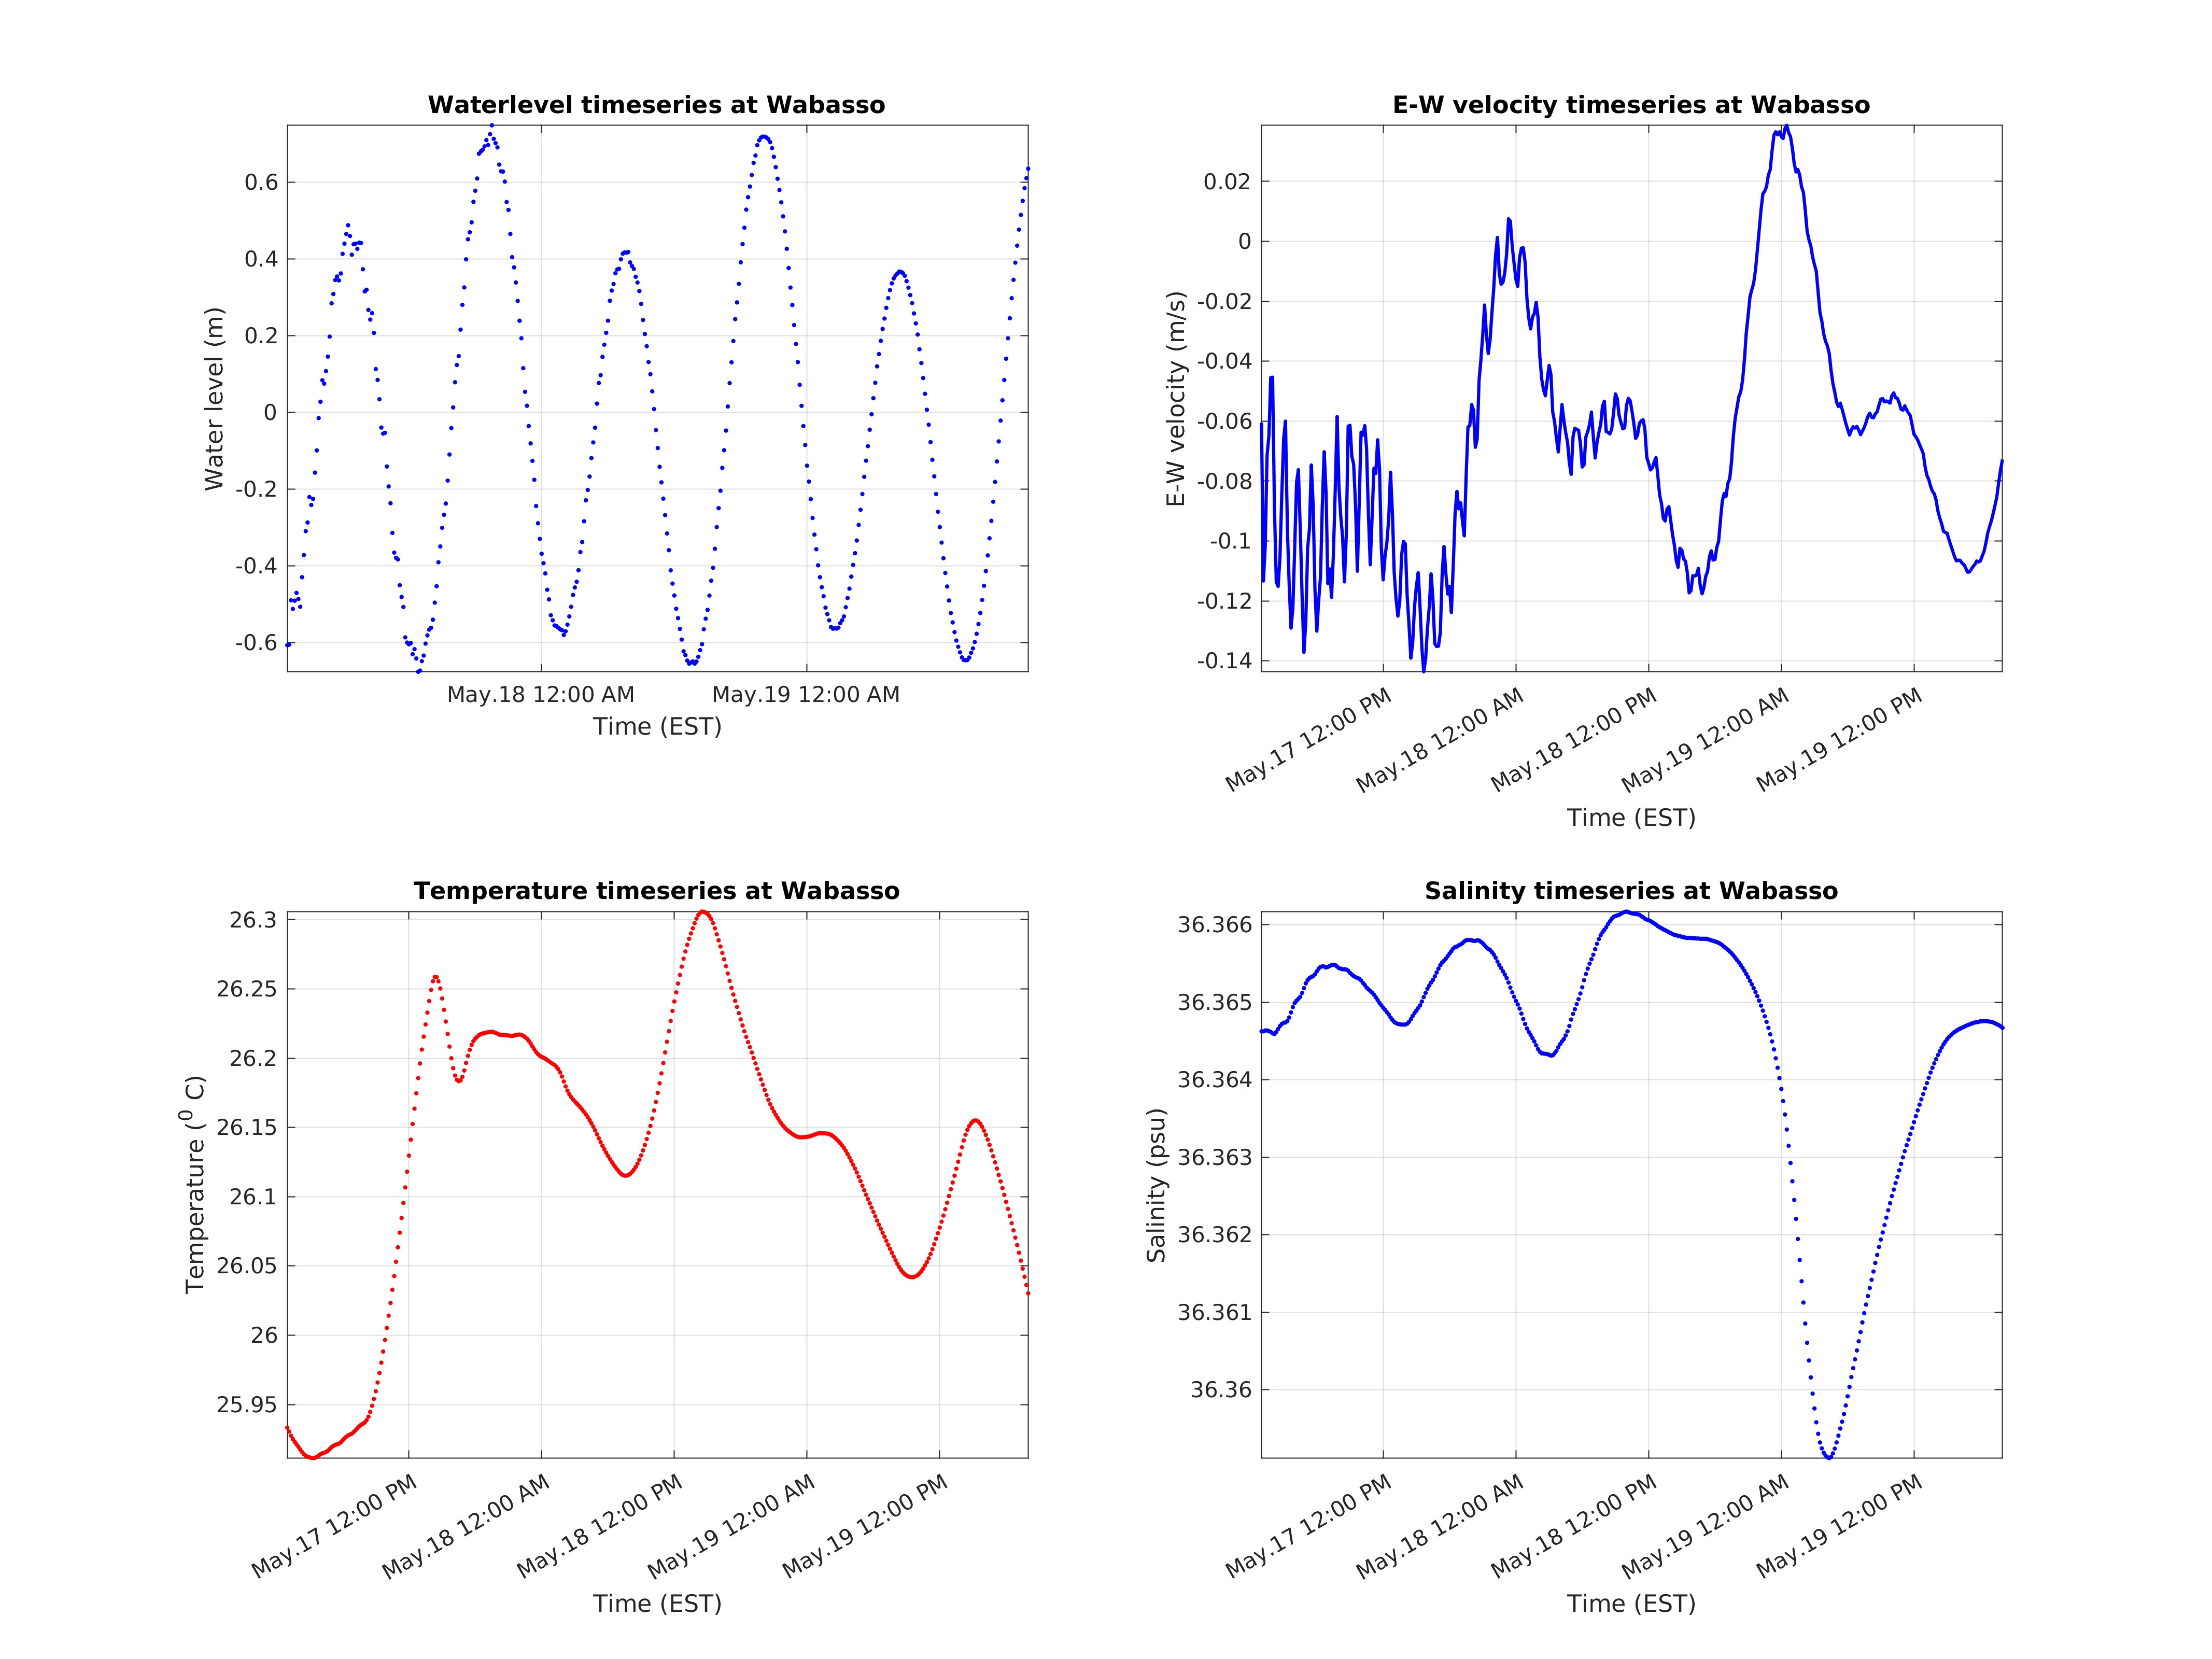 Waterlevel timeseries at Wabasso
0.6
0.4
0.2
0
-0.2
-0.4
-0.6
Water level (m)
May.18 12:00 AM
May.19 12:00 AM
Time (EST)
E-W velocity timeseries at Wabasso
0.02
0
-0.02
-0.04
-0.06
-0.08
-0.1
-0.12
-0.14
E-W velocity (m/s)
May.17 12:00 PM
May.18 12:00 AM
May.18 12:00 PM
May.19 12:00 AM
May.19 12:00 PM
Time (EST)
Temperature timeseries at Wabasso
26.3
26.25
26.2
26.15
26.1
26.05
26
25.95
Temperature (⁰ C)
May.17 12:00 PM
May.18 12:00 AM
May.18 12:00 PM
May.19 12:00 AM
May.19 12:00 PM
Time (EST)
Salinity timeseries at Wabasso
36.366
36.365
36.364
36.363
36.362
36.361
36.36
Salinity (psu)
May.17 12:00 PM
May.18 12:00 AM
May.18 12:00 PM
May.19 12:00 AM
May.19 12:00 PM
Time (EST)